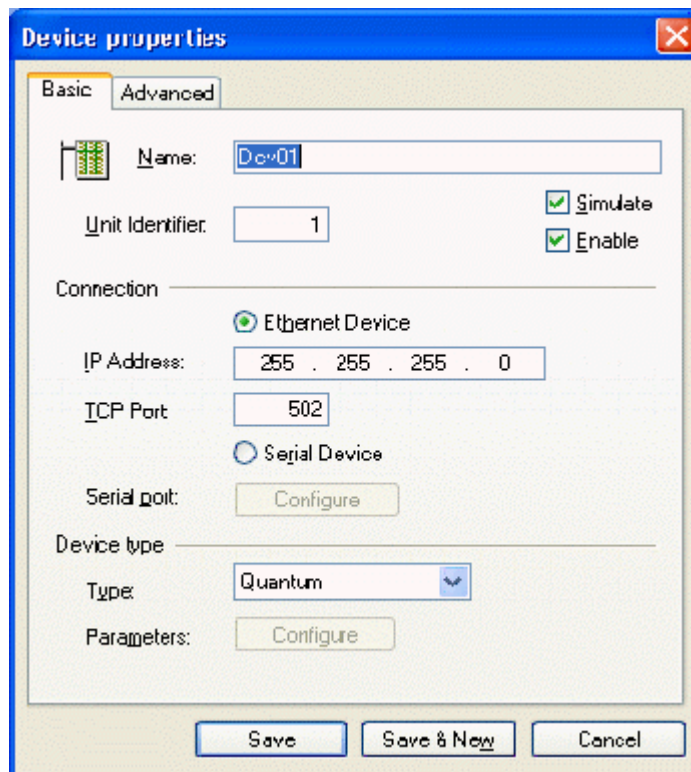 Device properties
Basic Advanced
Name: Dev01
Unit Identifier: 1
Simulate
Enable
Connection
Ethernet Device
IP Address: 255 . 255 . 255 . 0
TCP Port 502
Serial Device
Serial port: Configure
Device type
Type: Quantum
Parameters: Configure
Save Save & New Cancel